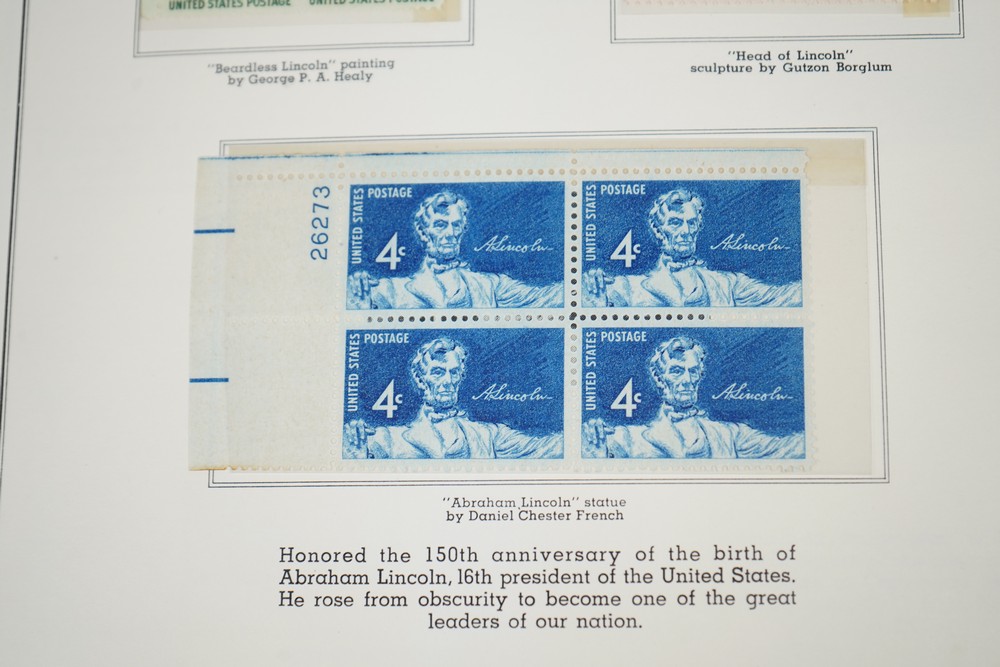 UNITED STATES POSTAGE UNITED STATES POSTAGE
"Beardless Lincoln" painting
by George P. A. Healy
"Head of Lincoln"
sculpture by Gutzon Borglum
26273
UNITED STATES POSTAGE
4c
A. Lincoln
UNITED STATES POSTAGE
4c
A. Lincoln
UNITED STATES POSTAGE
4c
A. Lincoln
UNITED STATES POSTAGE
4c
A. Lincoln
"Abraham Lincoln" statue
by Daniel Chester French
Honored the 150th anniversary of the birth of
Abraham Lincoln, 16th president of the United States.
He rose from obscurity to become one of the great
leaders of our nation.